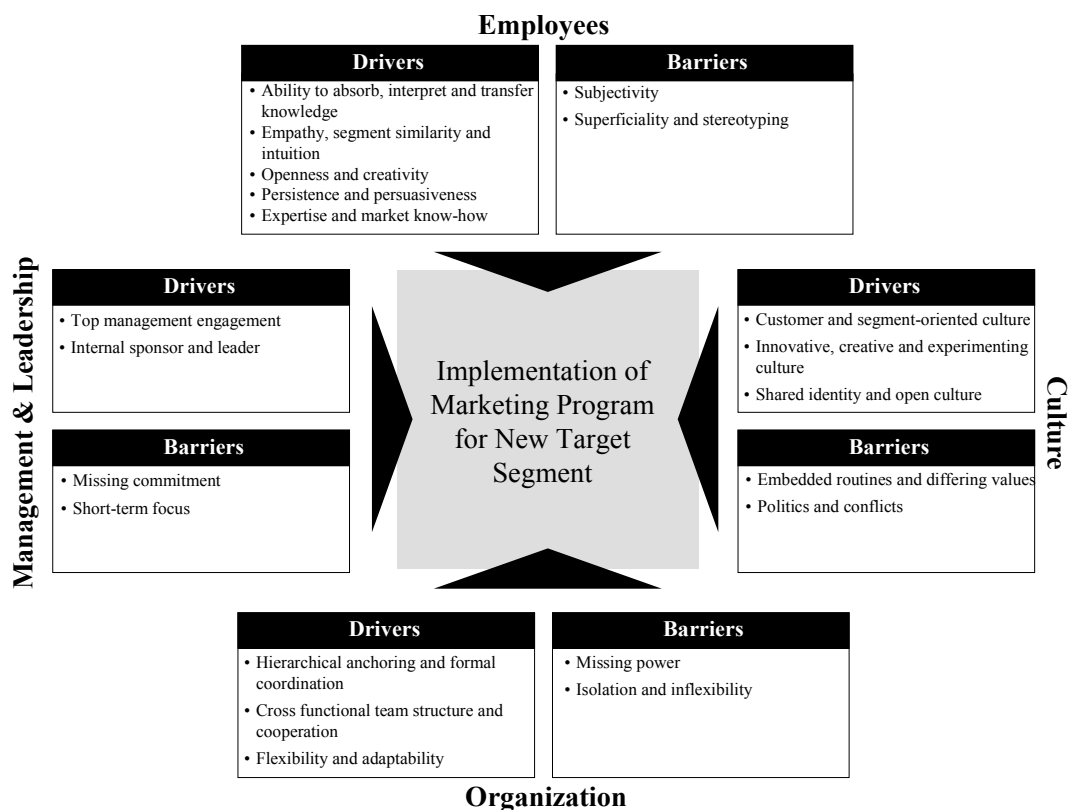 Employees
Drivers
• Ability to absorb, interpret and transfer
knowledge
• Empathy, segment similarity and
intuition
• Openness and creativity
• Persistence and persuasiveness
• Expertise and market know-how
Barriers
• Subjectivity
• Superficiality and stereotyping
Management & Leadership
Drivers
• Top management engagement
• Internal sponsor and leader
Barriers
• Missing commitment
• Short-term focus
Implementation of
Marketing Program
for New Target
Segment
Drivers
• Customer and segment-oriented culture
• Innovative, creative and experimenting
culture
• Shared identity and open culture
Barriers
• Embedded routines and differing values
• Politics and conflicts
Culture
Drivers
• Hierarchical anchoring and formal
coordination
• Cross functional team structure and
cooperation
• Flexibility and adaptability
Barriers
• Missing power
• Isolation and inflexibility
Organization